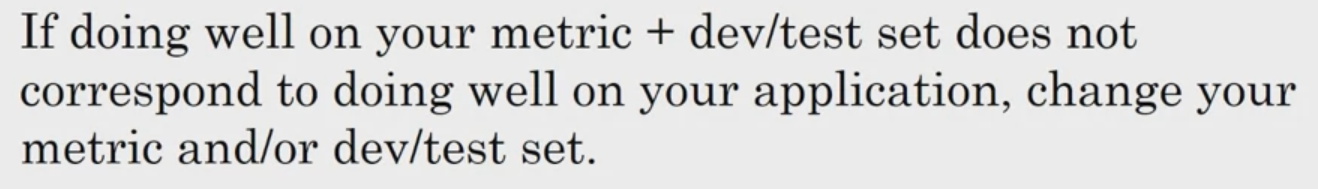 If doing well on your metric + dev/test set does not
correspond to doing well on your application, change your
metric and/or dev/test set.